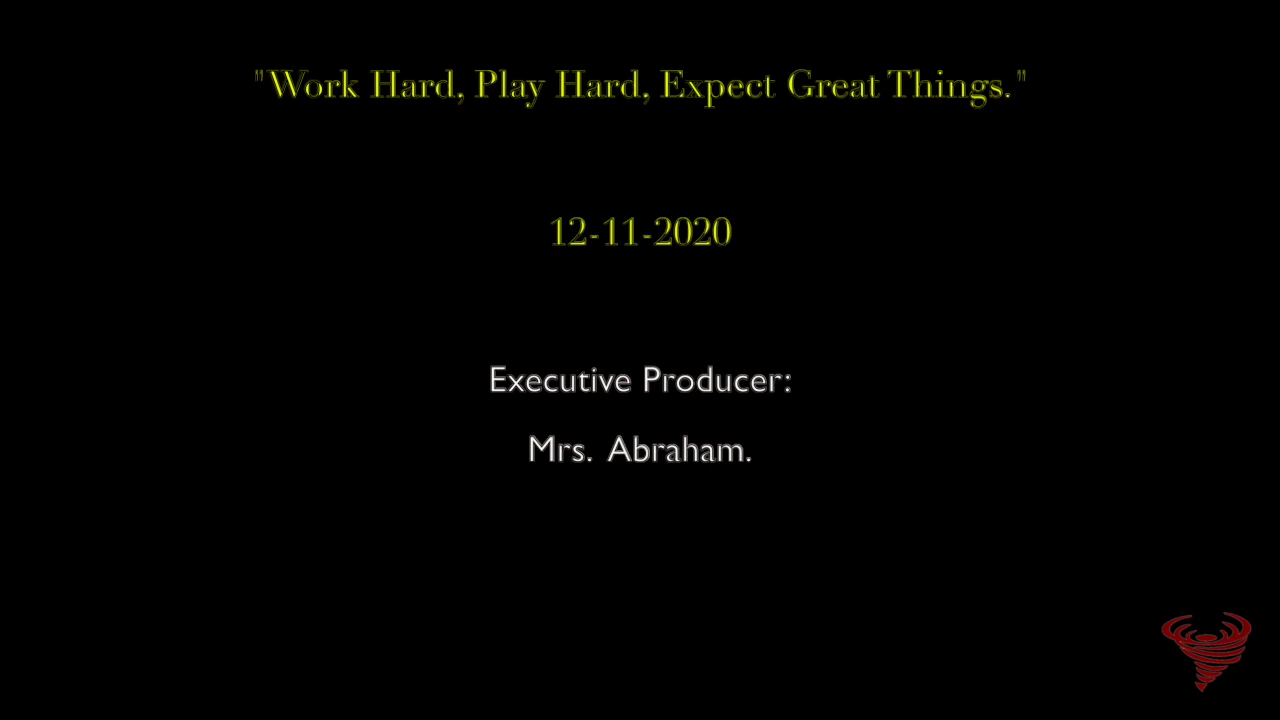 "Work Hard, Play Hard, Expect Great Things."
12-11-2020
Executive Producer:
Mrs. Abraham.